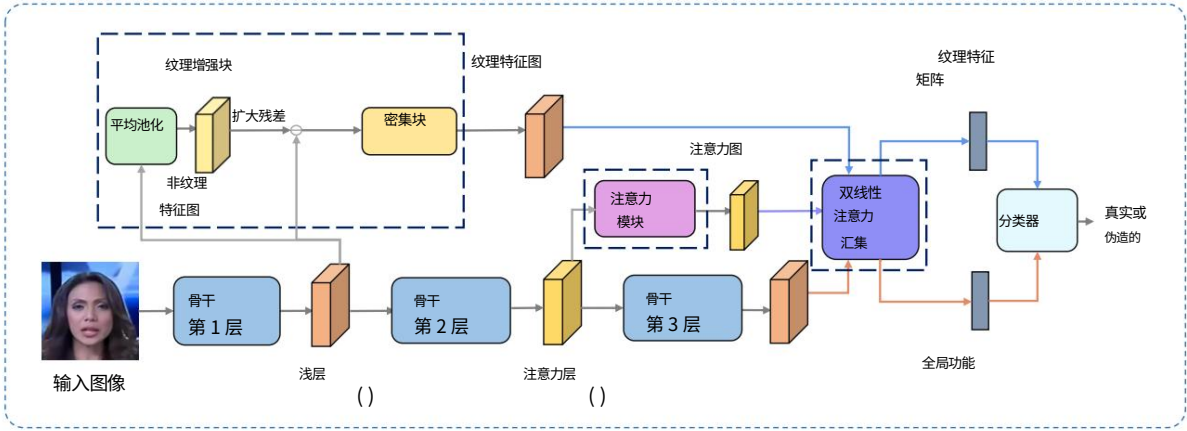 纹理增强块
纹理特征图
纹理特征
矩阵
平均池化
扩大残差
密集块
非纹理
特征图
注意力图
注意力
模块
双线性
注意力
汇集
分类器
真实或
伪造的
骨干
第 1 层
骨干
第 2 层
骨干
第 3 层
输入图像
浅层
( )
注意力层
( )
全局功能